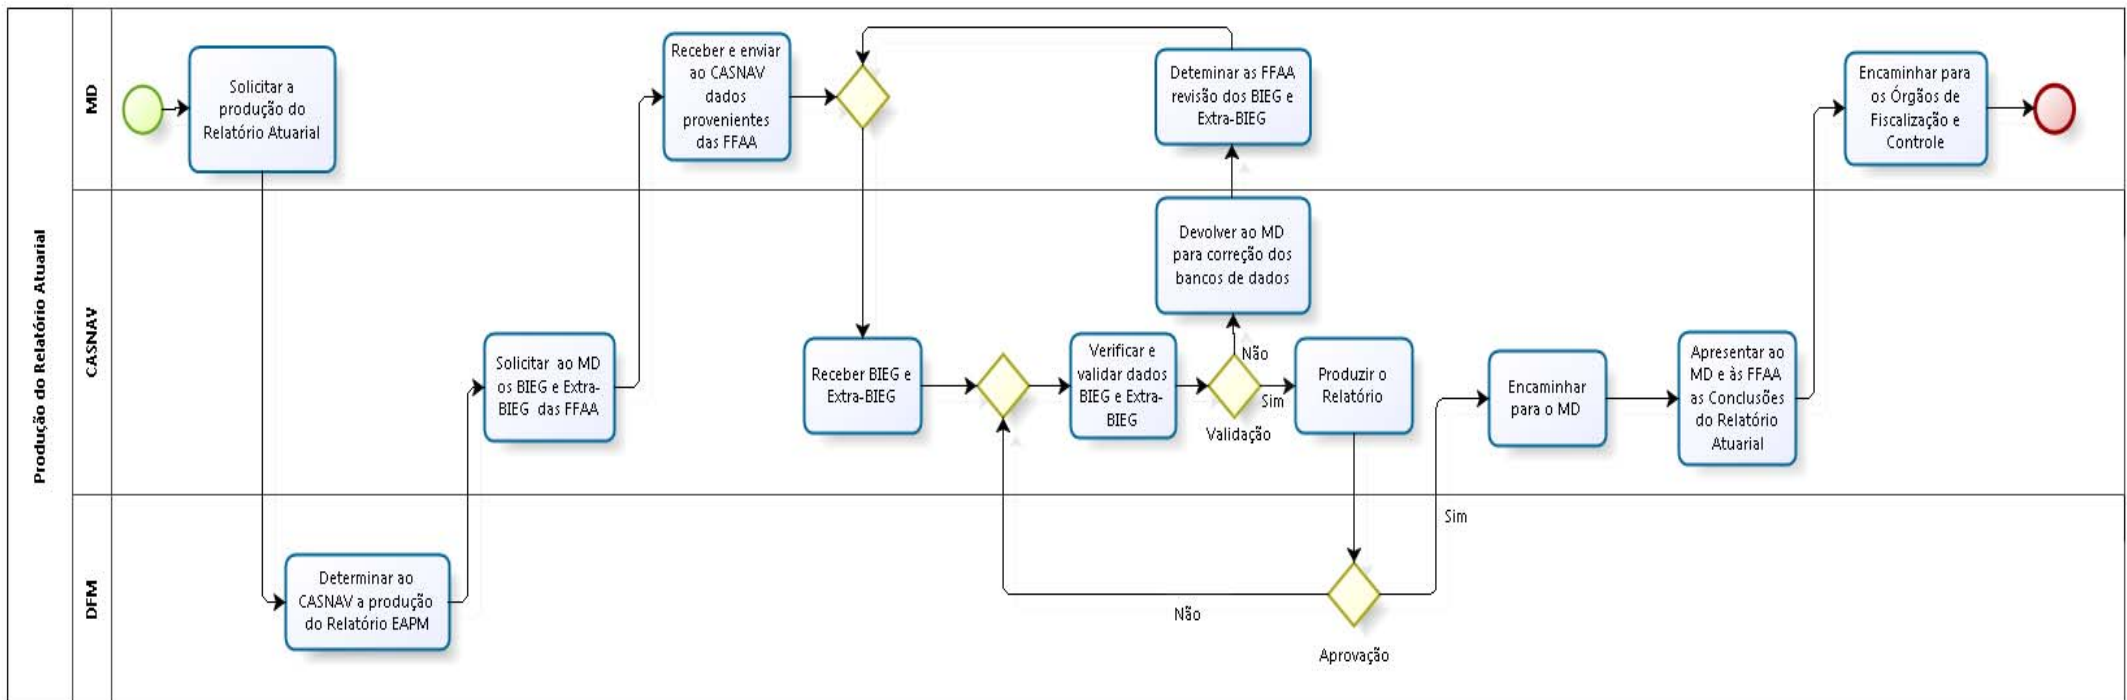 Produção do Relatório Atuarial
MD
Solicitar a
produção do
Relatório Atuarial
Receber e enviar
ao CASNAV
dados
provenientes
das FFAA
Deteminar as FFAA
revisão dos BIEG e
Extra-BIEG
Encaminhar para
os Órgãos de
Fiscalização e
Controle
CASNAV
Solicitar ao MD
os BIEG e Extra-
BIEG das FFAA
Receber BIEG e
Extra-BIEG
Verificar e
validar dados
BIEG e Extra-
BIEG
Devolver ao MD
para correção dos
bancos de dados
Não
Sim
Validação
Produzir o
Relatório
Encaminhar
para o MD
Apresentar ao
MD e às FFAA
as Conclusões
do Relatório
Atuarial
DFM
Determinar ao
CASNAV a produção
do Relatório EAPM
Não
Sim
Aprovação